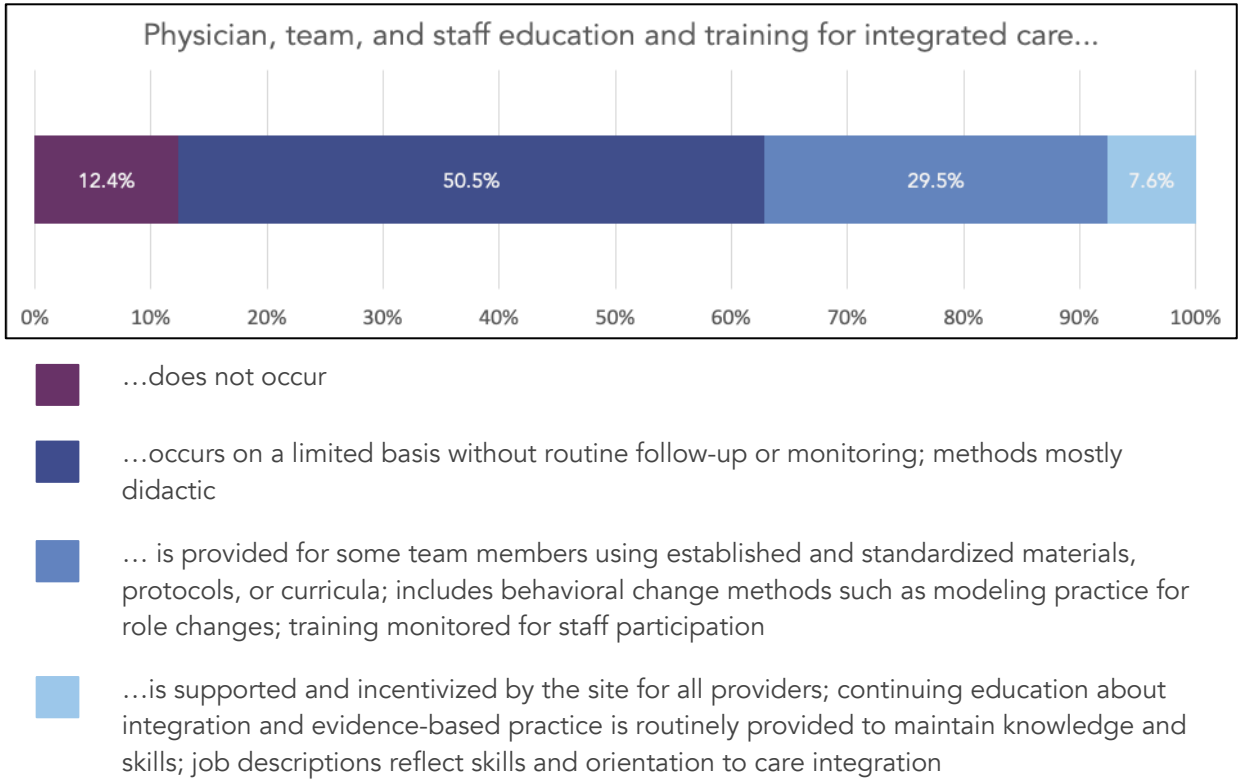 Physician, team, and staff education and training for integrated care...
12.4% 50.5% 29.5% 7.6%
0% 10% 20% 30% 40% 50% 60% 70% 80% 90% 100%
…does not occur
…occurs on a limited basis without routine follow-up or monitoring; methods mostly
didactic
… is provided for some team members using established and standardized materials,
protocols, or curricula; includes behavioral change methods such as modeling practice for
role changes; training monitored for staff participation
…is supported and incentivized by the site for all providers; continuing education about
integration and evidence-based practice is routinely provided to maintain knowledge and
skills; job descriptions reflect skills and orientation to care integration